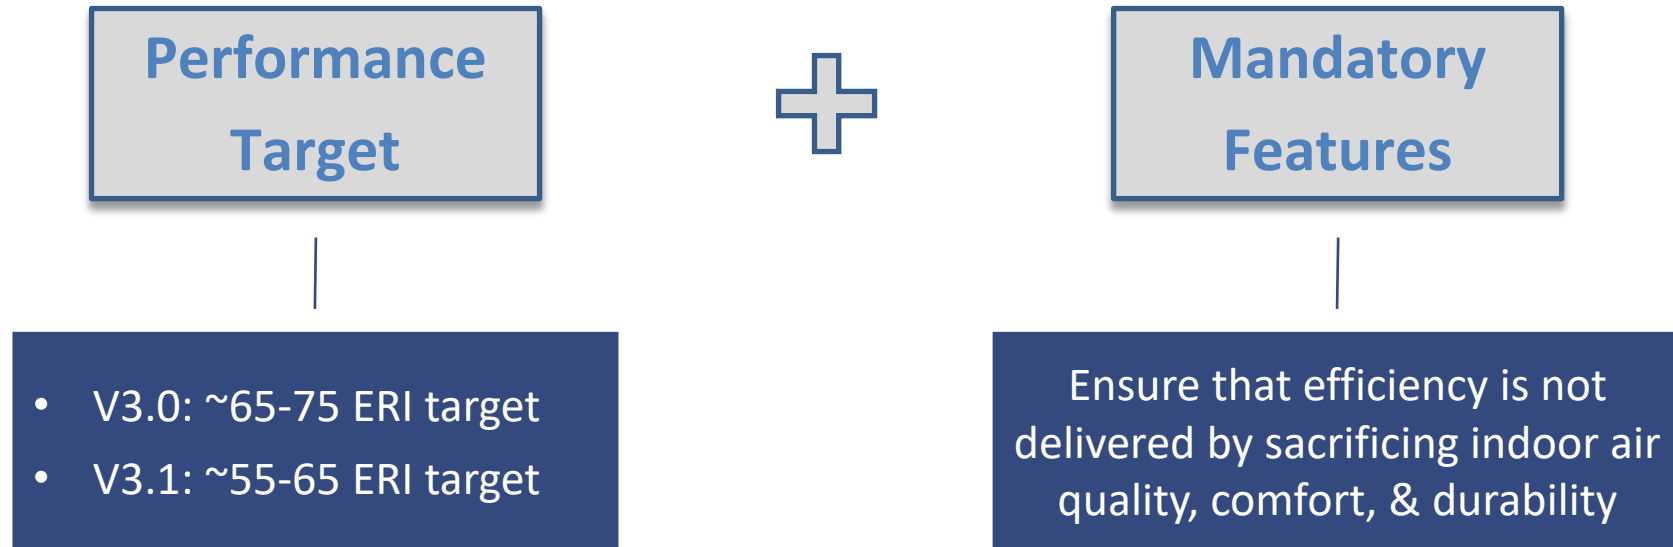 Performance
Target
Mandatory
Features
• V3.0: ~65-75 ERI target
• V3.1: ~55-65 ERI target
Ensure that efficiency is not
delivered by sacrificing indoor air
quality, comfort, & durability